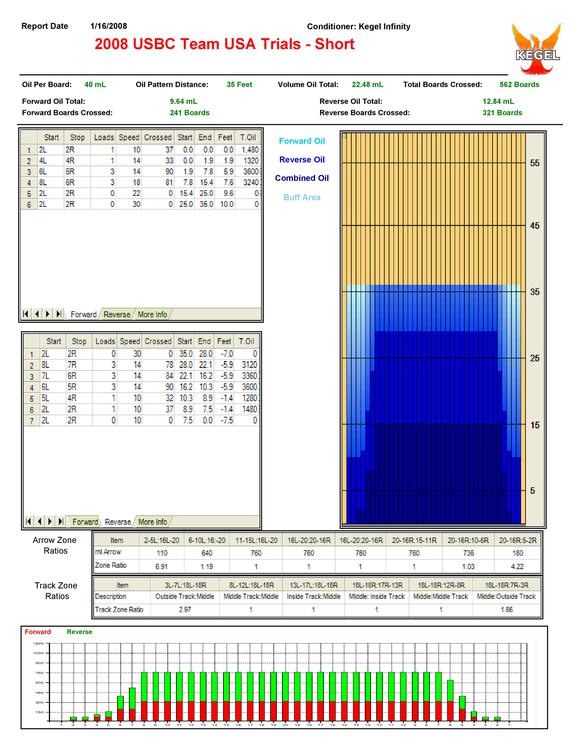 Report Date 1/16/2008 Conditioner: Kegel Infinity
2008 USBC Team USA Trials - Short
KEGEL
Oil Per Board: 40 mL Oil Pattern Distance: 35 Feet Volume Oil Total: 22.48 mL Total Boards Crossed: 562 Boards
Forward Oil Total: 9.64 mL Reverse Oil Total: 12.84 mL
Forward Boards Crossed: 241 Boards Reverse Boards Crossed: 321 Boards
Start Stop Loads Speed Crossed Start End Feet T.Oil
1 2L 2R 1 10 37 0.0 0.0 0.0 1,480
2 4L 4R 1 14 33 0.0 1.9 1.9 1320
3 6L 5R 3 14 90 1.9 7.8 5.9 3600
4 8L 6R 3 18 81 7.8 15.4 7.6 3240
5 2L 2R 0 22 0 15.4 25.0 9.6 0
6 2L 2R 0 30 0 25.0 35.0 10.0 0
Forward Reverse More Info
Forward Oil
Reverse Oil
Combined Oil
Buff Area
55
45
35
25
15
5
Start Stop Loads Speed Crossed Start End Feet T.Oil
1 2L 2R 0 30 0 35.0 28.0 -7.0 0
2 8L 7R 3 14 78 28.0 22.1 -5.9 3120
3 7L 6R 3 14 84 22.1 16.2 -5.9 3360
4 6L 5R 3 14 90 16.2 10.3 -5.9 3600
5 5L 4R 1 10 32 10.3 8.9 -1.4 1280
6 2L 2R 1 10 37 8.9 7.5 -1.4 1480
7 2L 2R 0 10 0 7.5 0.0 -7.5 0
Forward Reverse More Info
Arrow Zone Ratios
Item 2-5L:16L-20 6-10L:16-20 11-15L:16L-20 16L-20:20-16R 16L-20:20-16R 20-16R:15-11R 20-16R:10-6R 20-16R:5-2R
ml Arrow 110 640 760 760 760 760 736 180
Zone Ratio 6.91 1.19 1 1 1 1 1.03 4.22
Track Zone Ratios
Item 3L-7L:18L-18R 8L-12L:18L-18R 13L-17L:18L-18R 18L-18R:17R-13R 18L-18R:12R-8R 18L-18R:7R-3R
Description Outside Track:Middle Middle Track:Middle Inside Track:Middle Middle: Inside Track Middle:Middle Track Middle:Outside Track
Track Zone Ratio 2.97 1 1 1 1 1.86
Forward Reverse